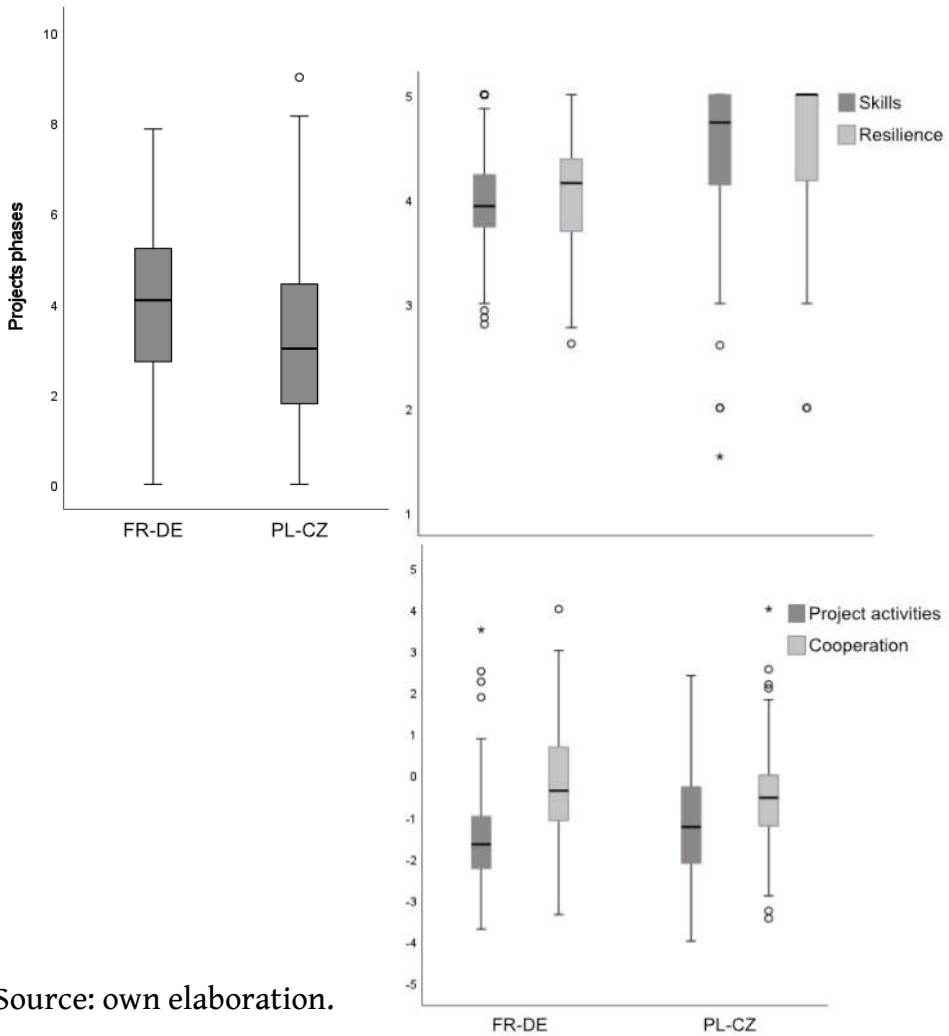 10
8
6
4
2
0
Projects phases
FR-DE PL-CZ
5
4
3
2
1
Skills
Resilience
5
4
3
2
1
0
-1
-2
-3
-4
-5
Project activities
Cooperation
FR-DE PL-CZ
Source: own elaboration.